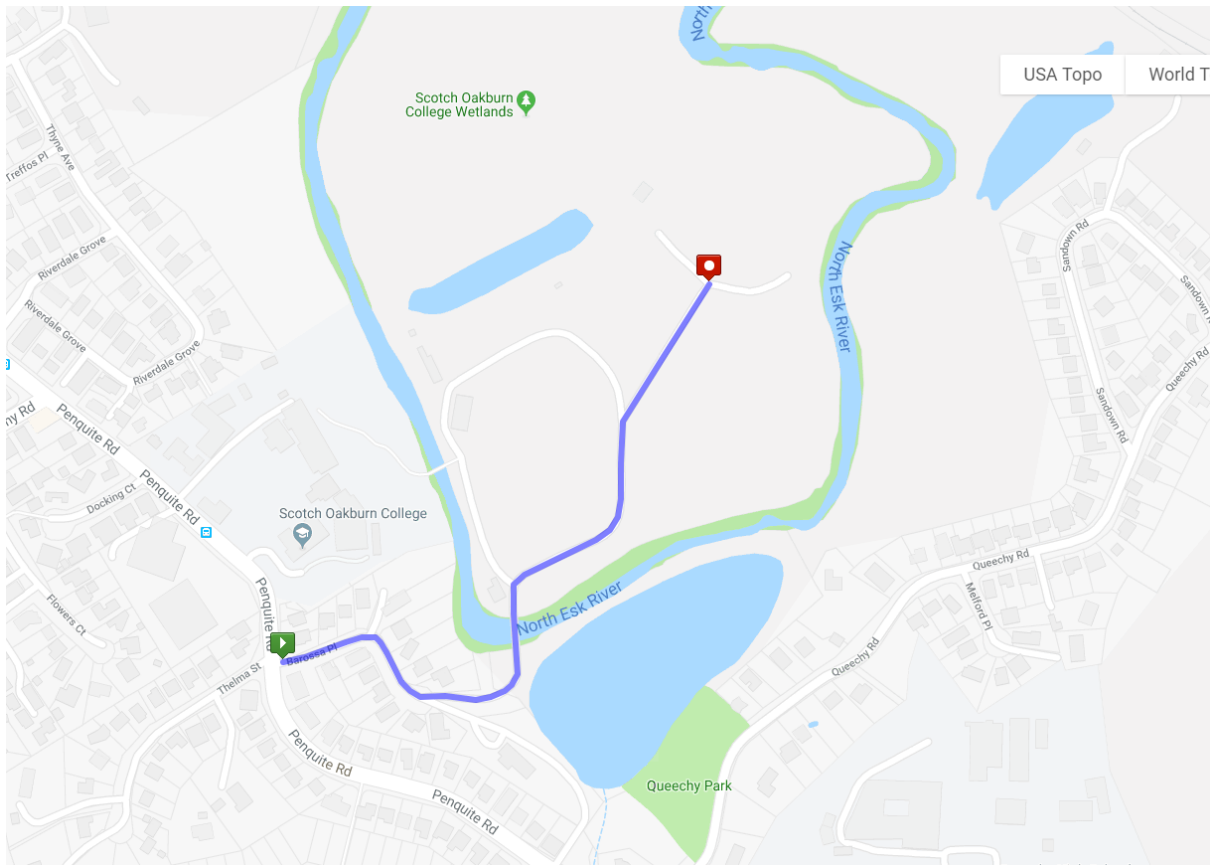 North
USA Topo
World T
Scotch Oakburn
College Wetlands
Thyne Ave
Treffos Pl
Riverdale Grove
Riverdale Grove
Riverdale Grove
Sandown Rd
Sandown R
North Esk River
Queechy Rd
Sandown Rd
ny Rd
Penquite Rd
Penquite Rd
Docking Ct
Scotch Oakburn College
Queechy Rd
Melford Pl
Flowers Ct
Penquite Rd
North Esk River
Barossa Pl
Thelma St
Queechy Rd
Penquite Rd
Queechy Park
Penquite Rd